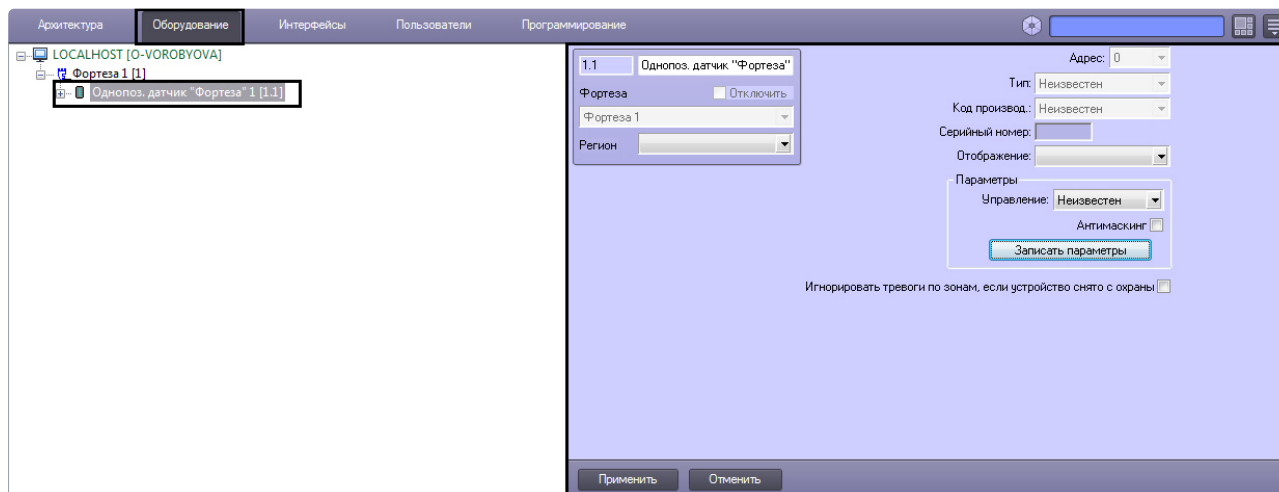 Архитектура Оборудование Интерфейсы Пользователи Программирование
LOCALHOST [O-VOROBYOVA]
Фортеза 1 [1]
Однопоз. датчик "Фортеза" 1 [1.1]
1.1 Однопоз. датчик "Фортеза"
Фортеза Отключить
Фортеза 1
Регион
Адрес: 0
Тип: Неизвестен
Код производ.: Неизвестен
Серийный номер:
Отображение:
Параметры
Управление: Неизвестен
Антимаскинг
Записать параметры
Игнорировать тревоги по зонам, если устройство снято с охраны
Применить Отменить